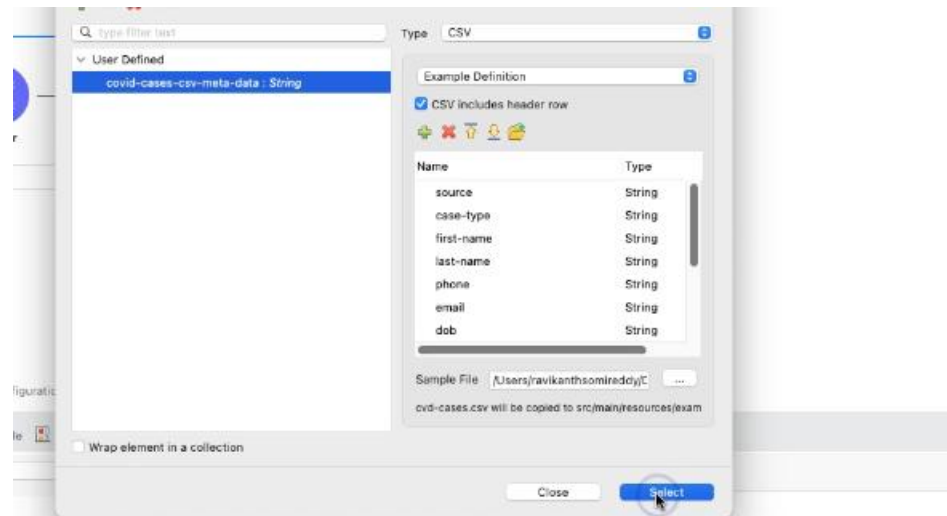 type filter text
Type CSV
User Defined
covid-cases-csv-meta-data : String
Example Definition
CSV includes header row
Name Type
source String
case-type String
first-name String
last-name String
phone String
email String
dob String
r
Sample File /Users/ravikanthsomireddy/
...
cvd-cases.csv will be copied to src/main/resources/exam
figuratic
le
Wrap element in a collection
Close Select